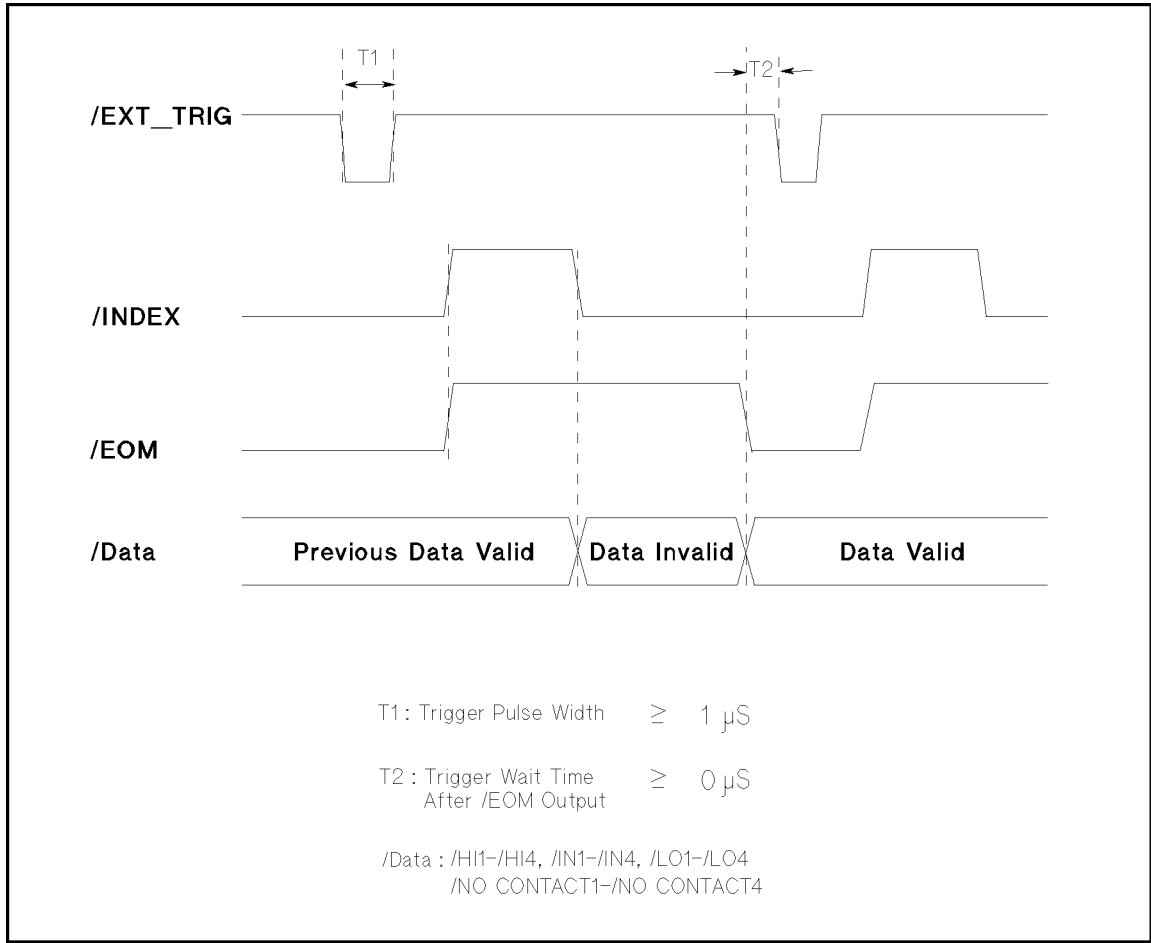 T1
T2
/EXT_TRIG
/INDEX
/EOM
/Data
Previous Data Valid
Data Invalid
Data Valid
T1 : Trigger Pulse Width ≥ 1 µS
T2 : Trigger Wait Time ≥ 0 µS
After /EOM Output
/Data : /HI1-/HI4, /IN1-/IN4, /LO1-/LO4
/NO CONTACT1-/NO CONTACT4